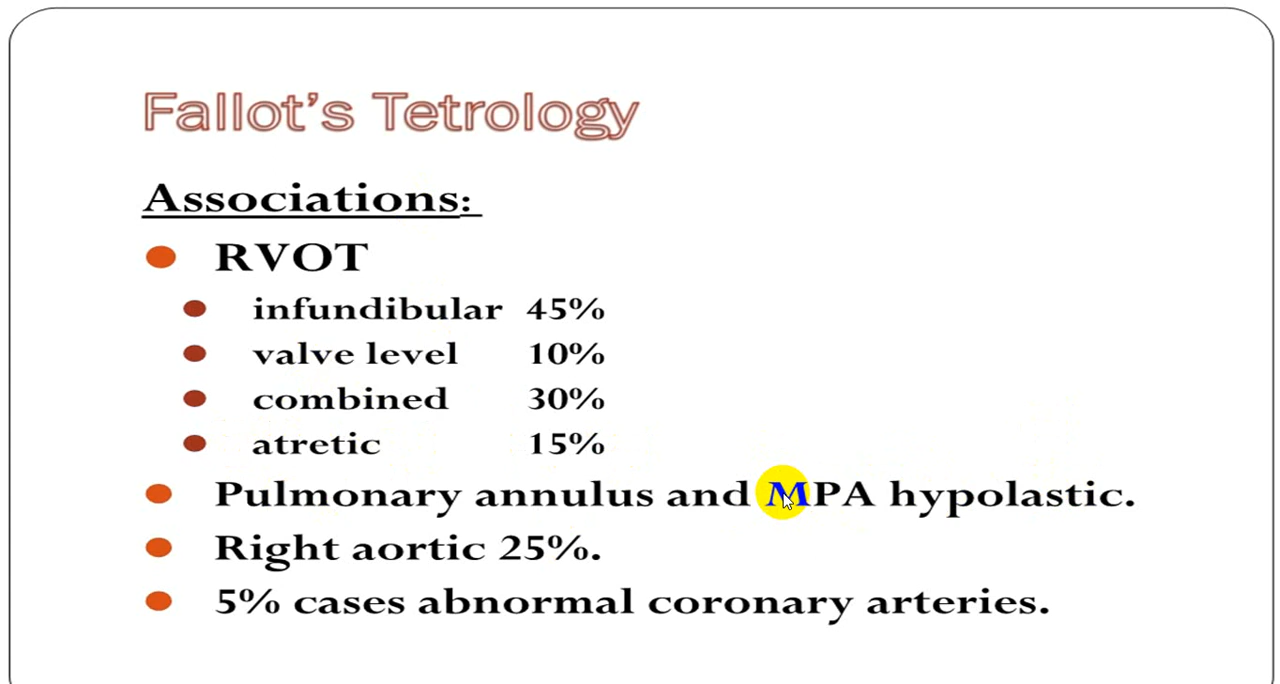 Fallot's Tetrology
Associations:
RVOT
infundibular 45%
valve level 10%
combined 30%
atretic 15%
Pulmonary annulus and MPA hypolastic.
Right aortic 25%.
5% cases abnormal coronary arteries.